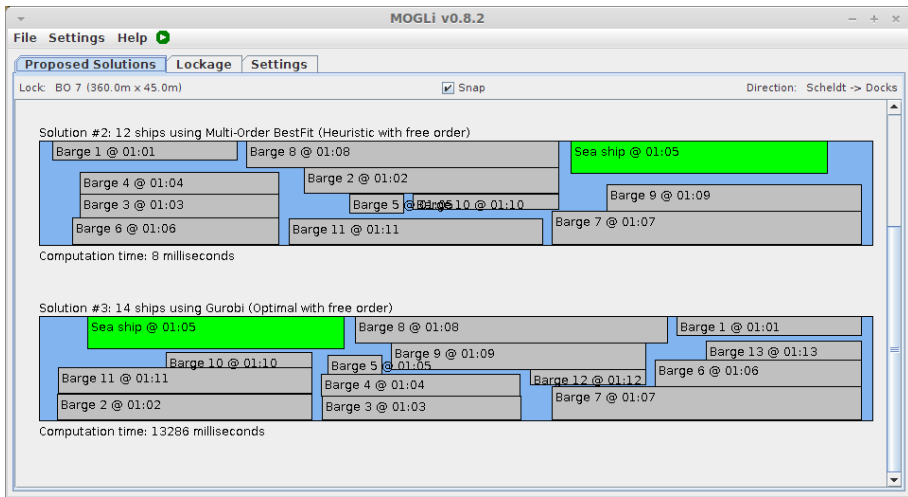 MOGLi v0.8.2
File Settings Help
Proposed Solutions Lockage Settings
Lock: BO 7 (360.0m x 45.0m) Snap Direction: Scheldt -> Docks
Solution #2: 12 ships using Multi-Order BestFit (Heuristic with free order)
Barge 1 @ 01:01 Barge 8 @ 01:08 Sea ship @ 01:05
Barge 4 @ 01:04 Barge 2 @ 01:02
Barge 9 @ 01:09
Barge 3 @ 01:03 Barge 5 @ 01:05 Barge 10 @ 01:10
Barge 6 @ 01:06 Barge 11 @ 01:11 Barge 7 @ 01:07
Computation time: 8 milliseconds
Solution #3: 14 ships using Gurobi (Optimal with free order)
Sea ship @ 01:05 Barge 8 @ 01:08 Barge 1 @ 01:01
Barge 10 @ 01:10 Barge 9 @ 01:09 Barge 13 @ 01:13
Barge 11 @ 01:11 Barge 5 @ 01:05 Barge 6 @ 01:06
Barge 4 @ 01:04 Barge 12 @ 01:12
Barge 2 @ 01:02 Barge 3 @ 01:03 Barge 7 @ 01:07
Computation time: 13286 milliseconds